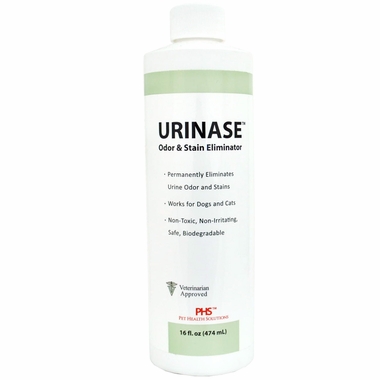 URINASE™
Odor & Stain Eliminator
· Permanently Eliminates
Urine Odor and Stains
· Works for Dogs and Cats
· Non-Toxic, Non-Irritating,
Safe, Biodegradable
Veterinarian
Approved
PHS™
PET HEALTH SOLUTIONS
16 fl. oz (474 mL)